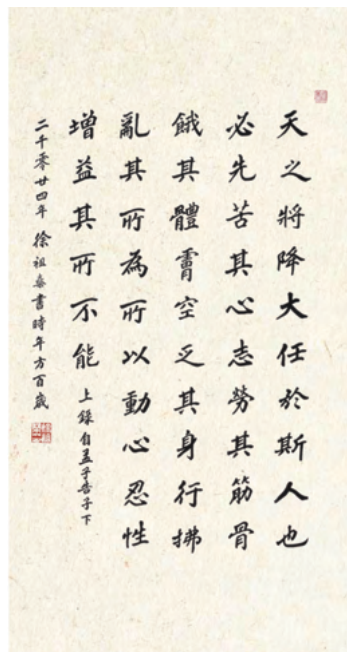 天之將降大任於斯人也
必先苦其心志勞其筋骨
餓其體膚空乏其身行拂
亂其所為所以動心忍性
增益其所不能 上錄自孟子告子下
二千零廿四年 徐祖書時年方百歲